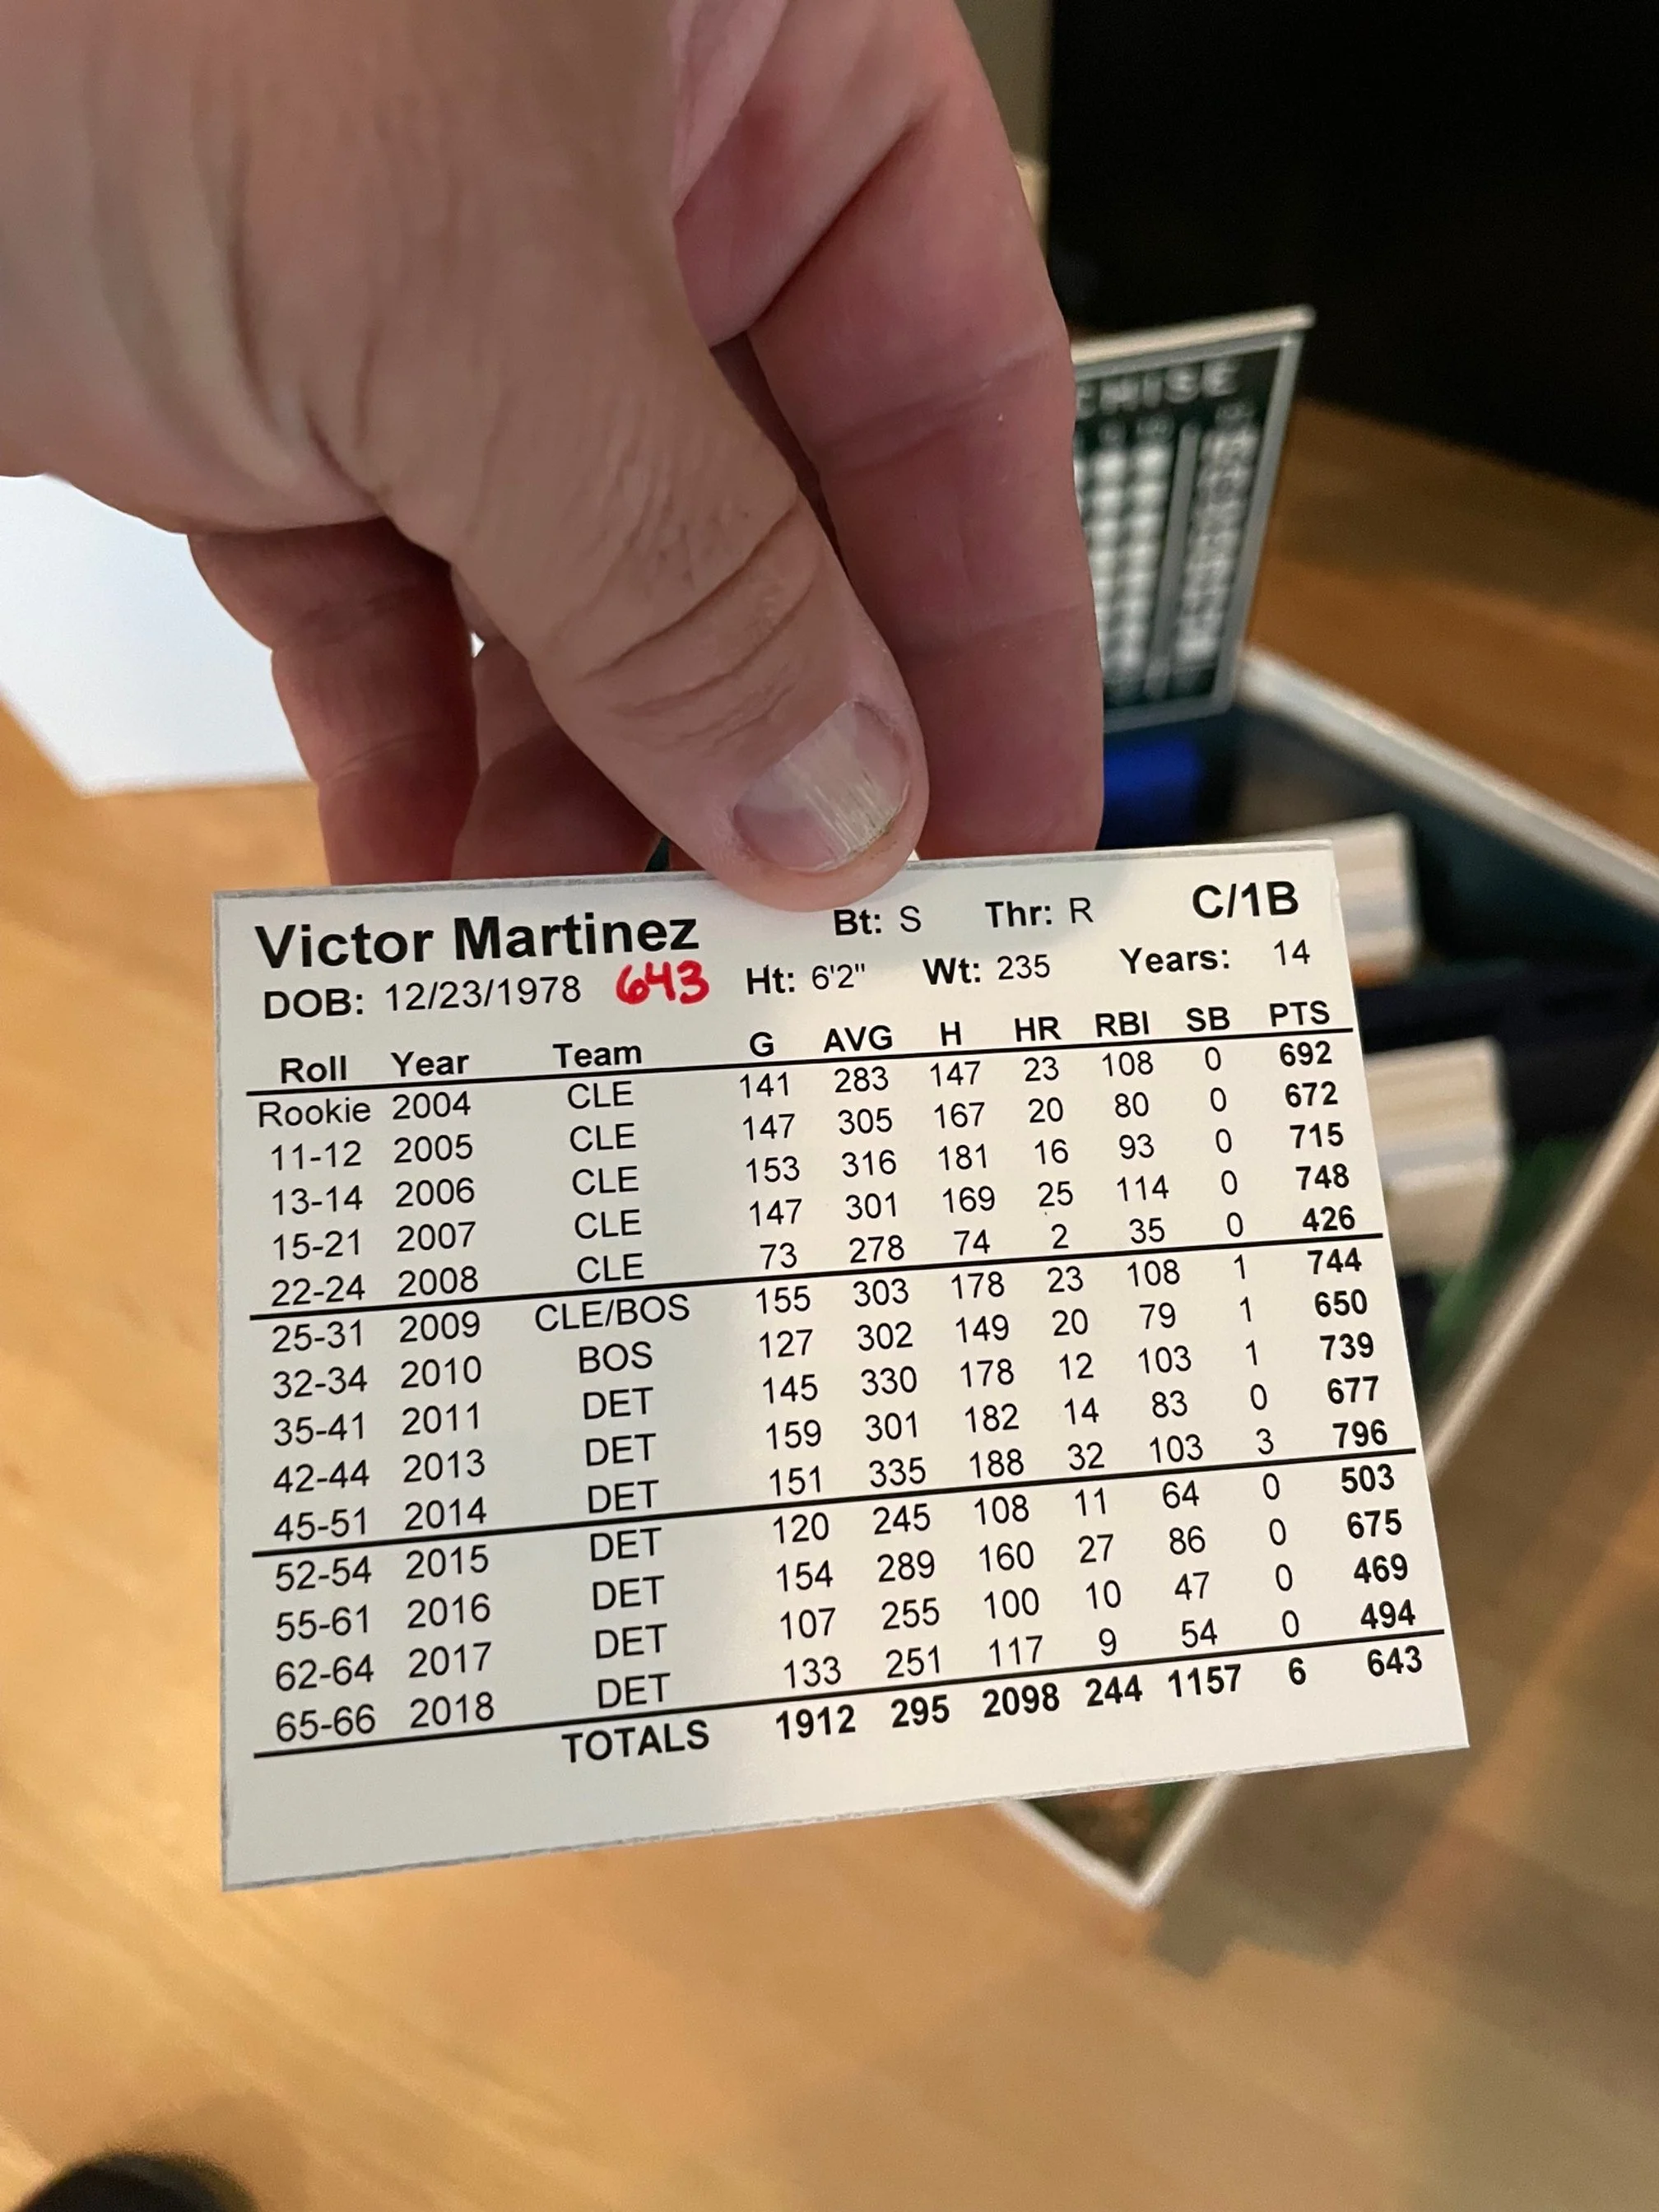 CHISE
Victor Martinez Bt: S Thr: R C/1B
DOB: 12/23/1978 643 Ht: 6'2" Wt: 235 Years: 14
Roll Year Team G AVG H HR RBI SB PTS
Rookie 2004 CLE 141 283 147 23 108 0 692
11-12 2005 CLE 147 305 167 20 80 0 672
13-14 2006 CLE 153 316 181 16 93 0 715
15-21 2007 CLE 147 301 169 25 114 0 748
22-24 2008 CLE 73 278 74 2 35 0 426
25-31 2009 CLE/BOS 155 303 178 23 108 1 744
32-34 2010 BOS 127 302 149 20 79 1 650
35-41 2011 DET 145 330 178 12 103 1 739
42-44 2013 DET 159 301 182 14 83 0 677
45-51 2014 DET 151 335 188 32 103 3 796
52-54 2015 DET 120 245 108 11 64 0 503
55-61 2016 DET 154 289 160 27 86 0 675
62-64 2017 DET 107 255 100 10 47 0 469
65-66 2018 DET 133 251 117 9 54 0 494
TOTALS 1912 295 2098 244 1157 6 643